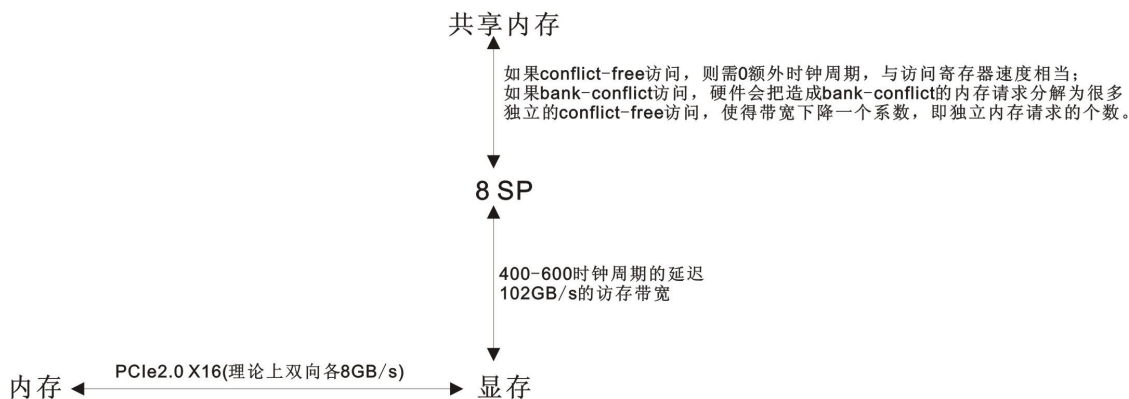 共享内存
如果conflict-free访问，则需0额外时钟周期，与访问寄存器速度相当；
如果bank-conflict访问，硬件会把造成bank-conflict的内存请求分解为很多
独立的conflict-free访问，使得带宽下降一个系数，即独立内存请求的个数。
8 SP
400-600时钟周期的延迟
102GB/s的访存带宽
PCIe2.0 X16(理论上双向各8GB/s)
内存
显存